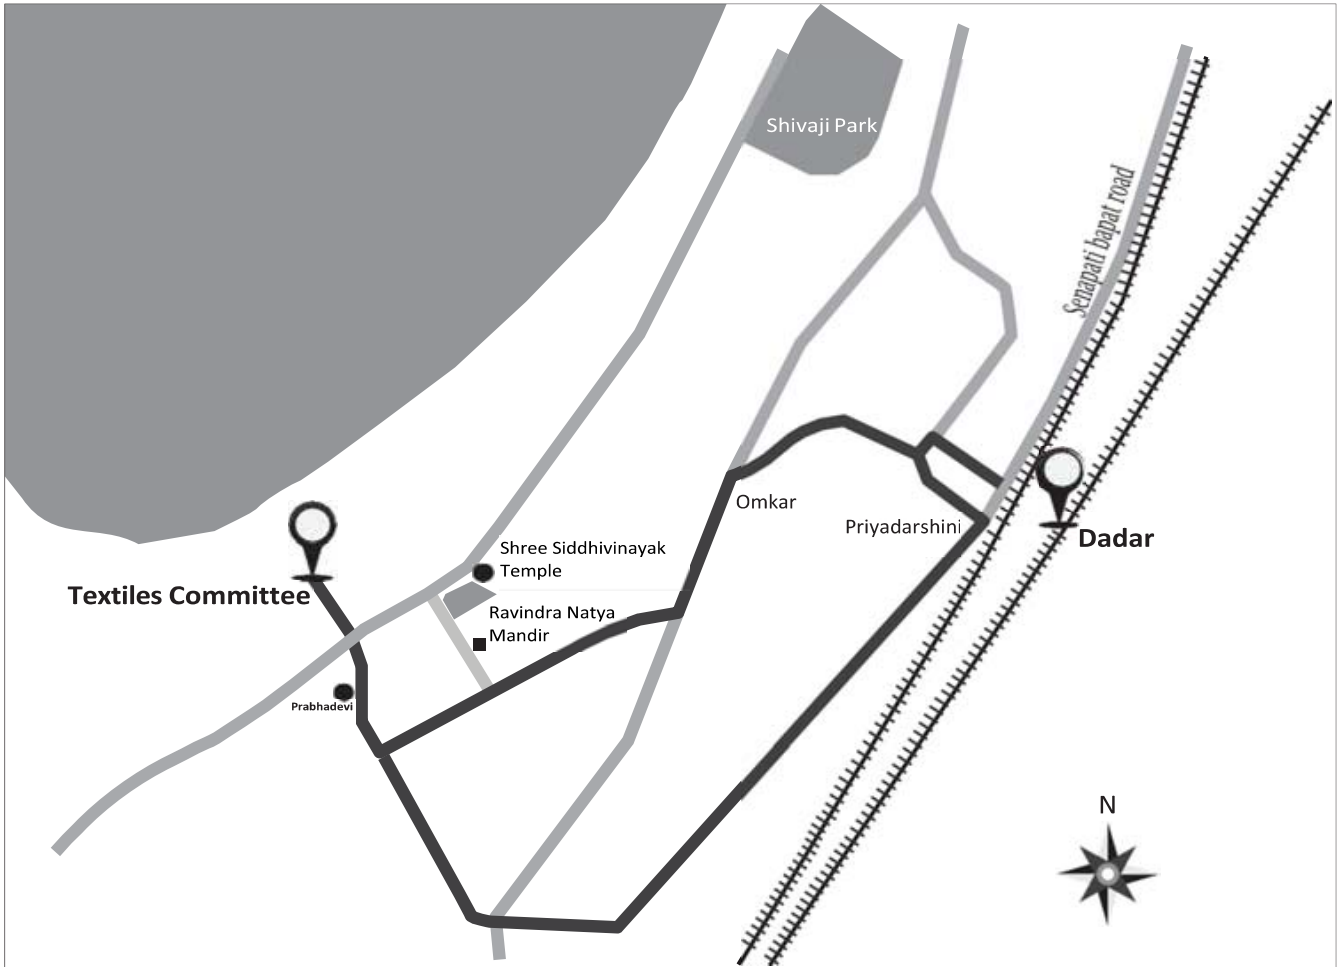 Shivaji Park
Senapati bapat road
Omkar
Priyadarshini
Dadar
Shree Siddhivinayak
Temple
Textiles Committee
Ravindra Natya
Mandir
Prabhadevi
N